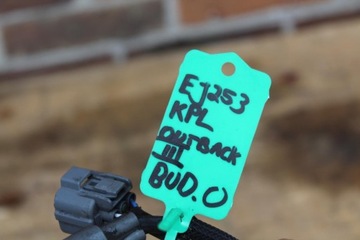 EJ253
KPL
OUTBACK
III
BUD. O